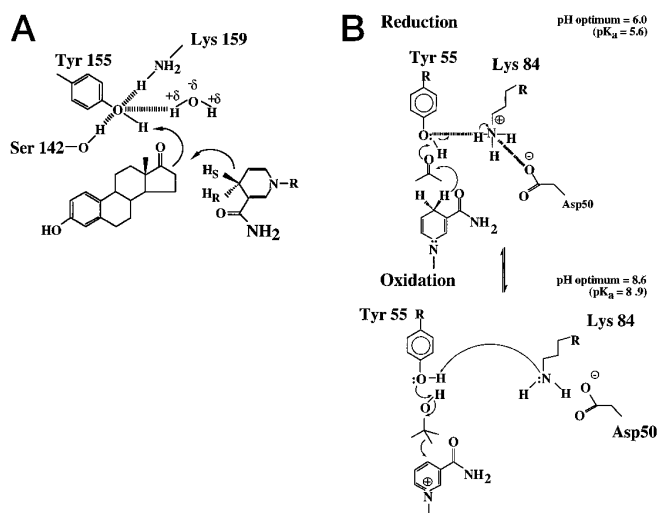 A
Lys 159
Tyr 155
NH2
H
+δ -δ +δ
H O H
O
H H
Ser 142 O
O
HS
HR
N R
O
NH2
HO
B
Reduction
pH optimum = 6.0
(pKa = 5.6)
Tyr 55
Lys 84
R
R
⊕
O:
H N H
H
H
⊖
O
O
O
Asp50
H H
O
NH2
N
Oxidation
pH optimum = 8.6
(pKa = 8 .9)
Tyr 55
Lys 84
R
R
:O H
:N
H H
⊖
O
O
Asp50
H
O
O
NH2
⊕
N